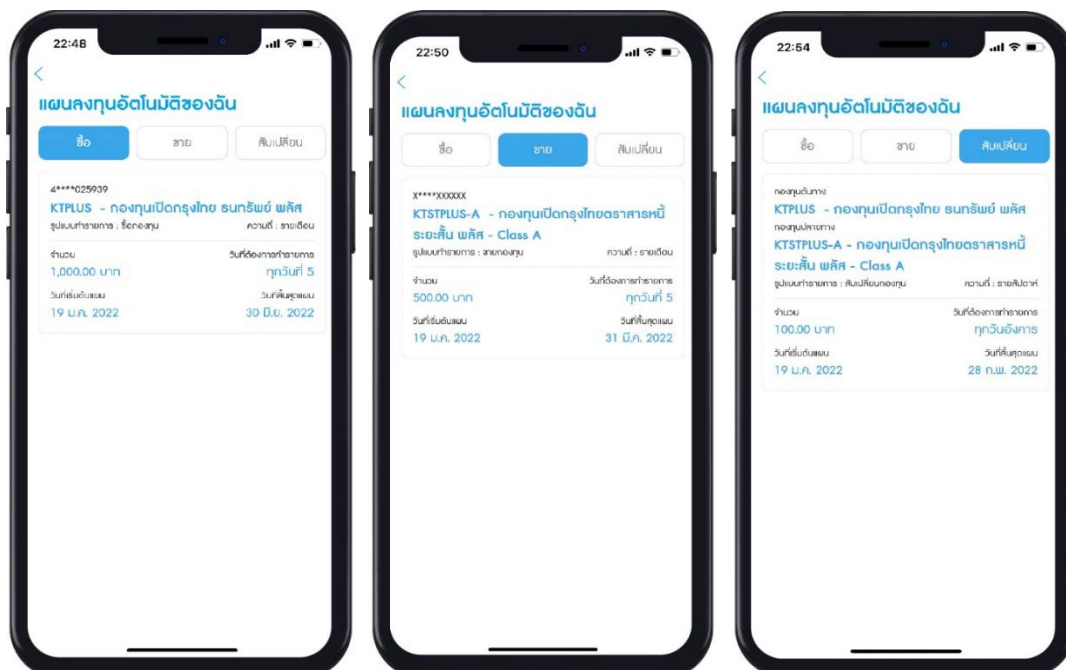 22:48
แผนลงทุนอัตโนมัติของฉัน
ซื้อ ขาย สับเปลี่ยน
4****025939
KTPLUS - กองทุนเปิดกรุงไทย ธนทรัพย์ พลัส
รูปแบบทำรายการ : ซื้อกองทุน ความถี่ : รายเดือน
จำนวน วันที่ต้องการทำรายการ
1,000.00 บาท ทุกวันที่ 5
วันที่เริ่มต้นแผน วันที่สิ้นสุดแผน
19 ม.ค. 2022 30 มิ.ย. 2022
22:50
แผนลงทุนอัตโนมัติของฉัน
ซื้อ ขาย สับเปลี่ยน
X****XXXXXX
KTSTPLUS-A - กองทุนเปิดกรุงไทยตราสารหนี้
ระยะสั้น พลัส - Class A
รูปแบบทำรายการ : ขายกองทุน ความถี่ : รายเดือน
จำนวน วันที่ต้องการทำรายการ
500.00 บาท ทุกวันที่ 5
วันที่เริ่มต้นแผน วันที่สิ้นสุดแผน
19 ม.ค. 2022 31 มี.ค. 2022
22:54
แผนลงทุนอัตโนมัติของฉัน
ซื้อ ขาย สับเปลี่ยน
กองทุนต้นทาง
KTPLUS - กองทุนเปิดกรุงไทย ธนทรัพย์ พลัส
กองทุนปลายทาง
KTSTPLUS-A - กองทุนเปิดกรุงไทยตราสารหนี้
ระยะสั้น พลัส - Class A
รูปแบบทำรายการ : สับเปลี่ยนกองทุน ความถี่ : รายสัปดาห์
จำนวน วันที่ต้องการทำรายการ
100.00 บาท ทุกวันอังคาร
วันที่เริ่มต้นแผน วันที่สิ้นสุดแผน
19 ม.ค. 2022 28 ก.พ. 2022